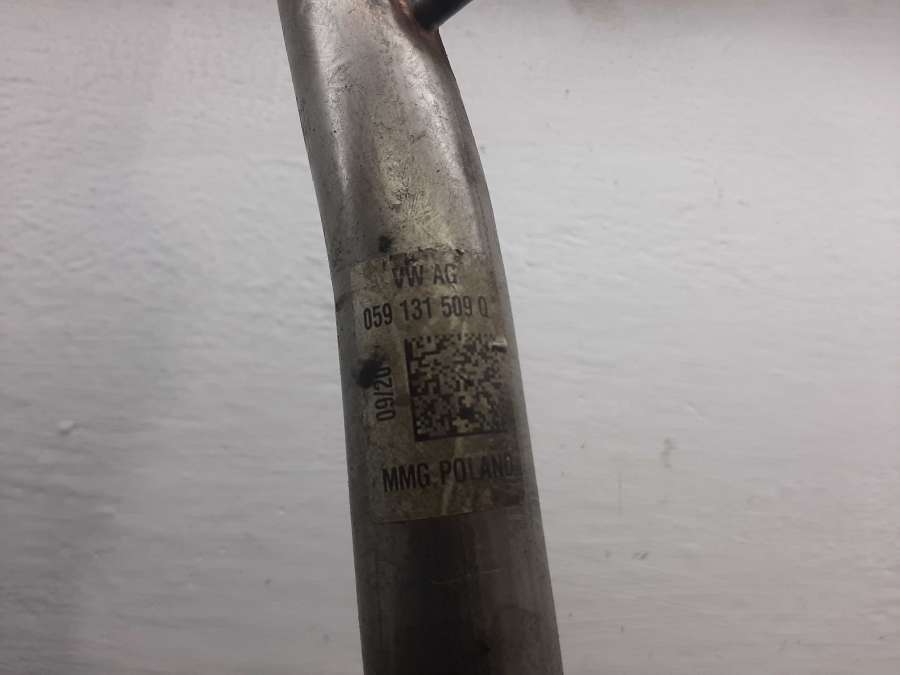 VW AG
059 131 509 Q
09/20
MMG POLAND